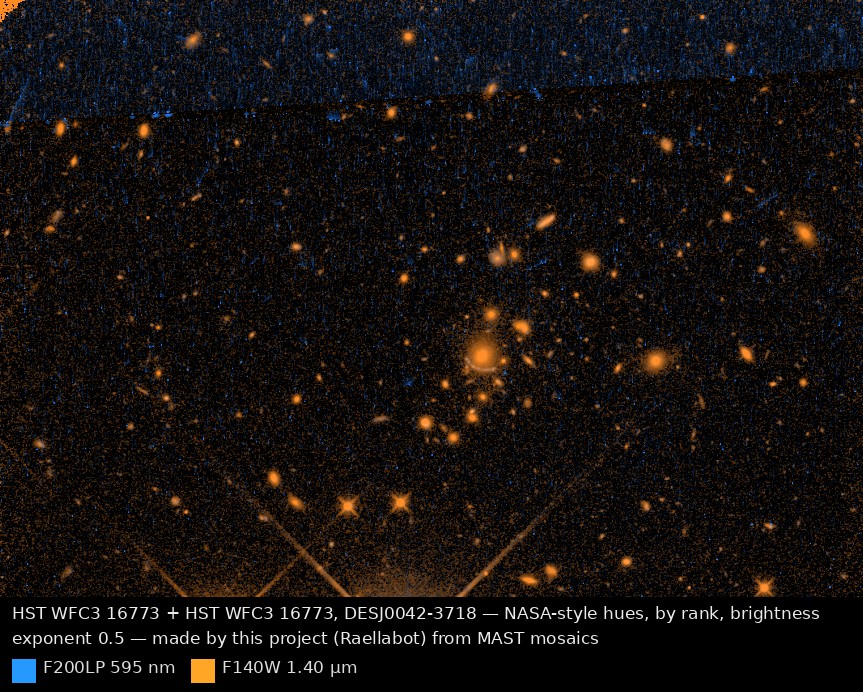 HST WFC3 16773 + HST WFC3 16773, DESJ0042-3718 — NASA-style hues, by rank, brightness
exponent 0.5 — made by this project (Raellabot) from MAST mosaics
F200LP 595 nm F140W 1.40 μm